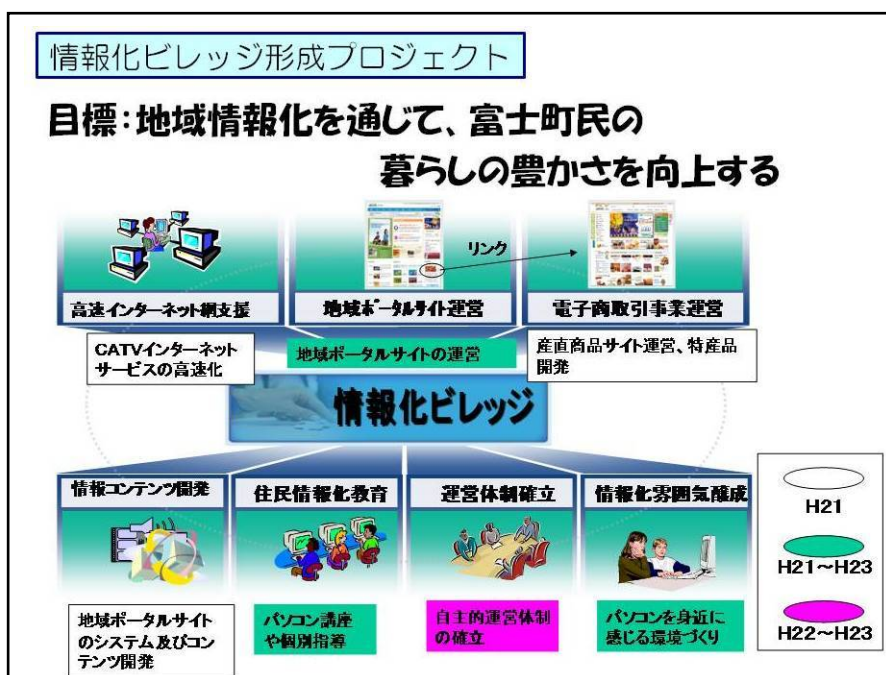 情報化ビレッジ形成プロジェクト
目標:地域情報化を通じて、富士町民の
暮らしの豊かさを向上する
リンク
高速インターネット網支援
地域ポータルサイト運営
電子商取引事業運営
CATVインターネット
サービスの高速化
地域ポータルサイトの運営
産直商品サイト運営、特産品
開発
情報化ビレッジ
情報コンテンツ開発
住民情報化教育
運営体制確立
情報化雰囲気醸成
地域ポータルサイト
のシステム及びコン
テンツ開発
パソコン講座
や個別指導
自主的運営体制
の確立
パソコンを身近に
感じる環境づくり
H21
H21~H23
H22~H23